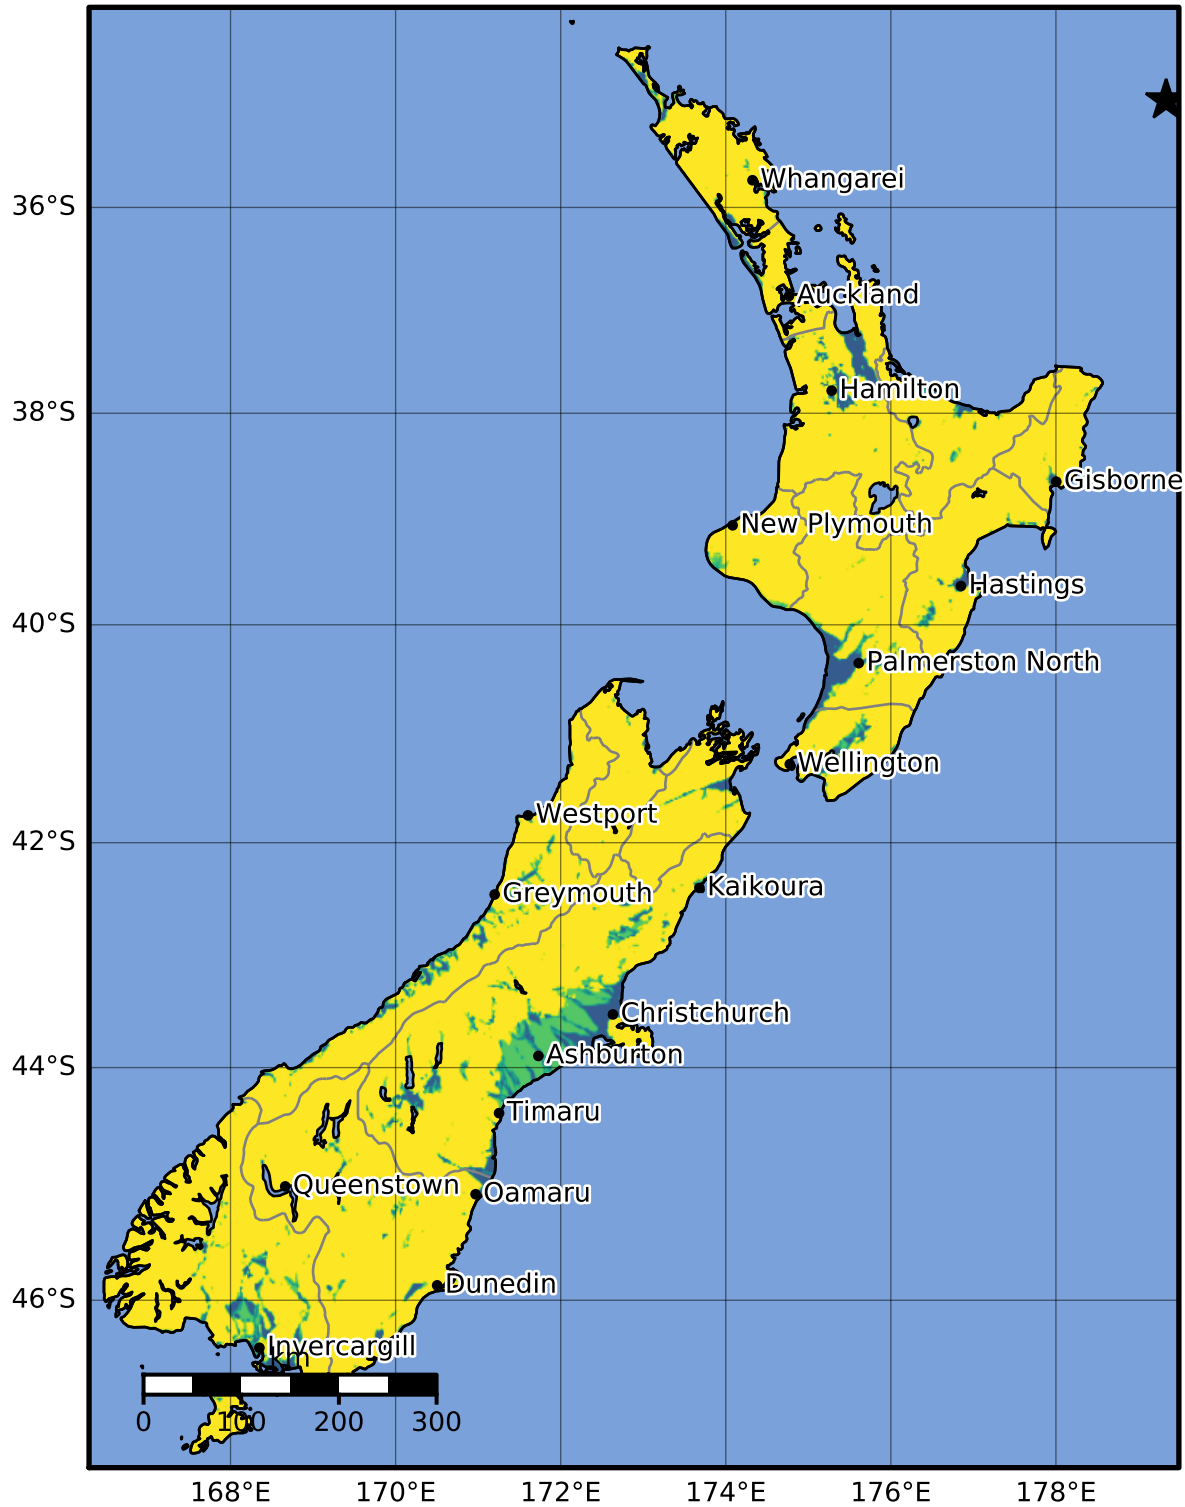 Whangarei
36°S
Auckland
Hamilton
38°S
Gisborne
New Plymouth
Hastings
40°S
Palmerston North
Wellington
Westport
42°S
Kaikoura
Greymouth
Christchurch
Ashburton
44°S
Timaru
Queenstown
Oamaru
Dunedin
46°S
Invercargill
km
0 100 200 300
168°E 170°E 172°E 174°E 176°E 178°E